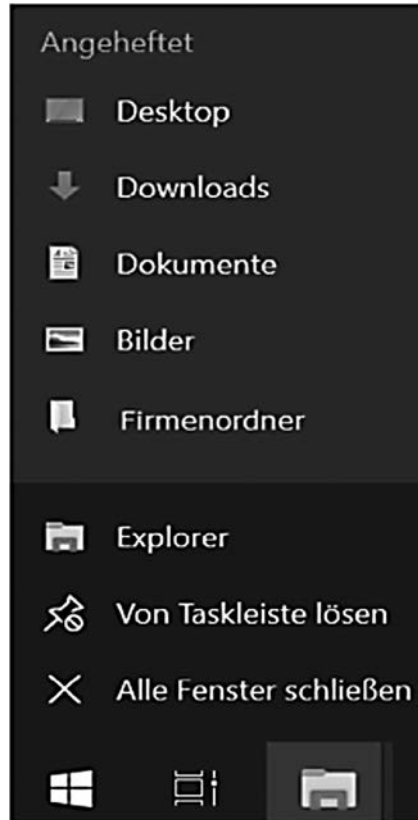 Angeheftet
Desktop
Downloads
Dokumente
Bilder
Firmenordner
Explorer
Von Taskleiste lösen
Alle Fenster schließen